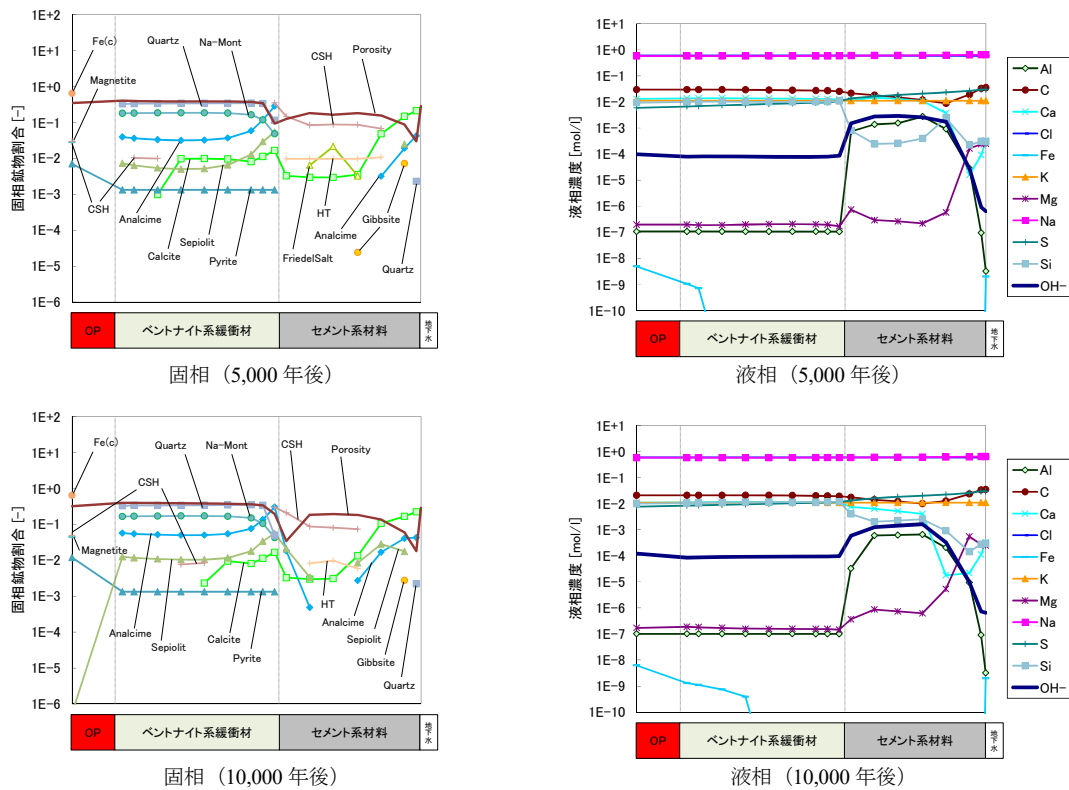 1E+2
1E+1
1E+0
1E-1
1E-2
1E-3
1E-4
1E-5
1E-6
固相鉱物割合 [-]
Fe(c)
Quartz
Na-Mont
Porosity
CSH
Magnetite
CSH
Analcime
Calcite
Sepiolit
Pyrite
FriedelSalt
HT
Analcime
Gibbsite
Quartz
OP
ベントナイト系緩衝材
セメント系材料
地下水
固相（5,000 年後）
1E+1
1E+0
1E-1
1E-2
1E-3
1E-4
1E-5
1E-6
1E-7
1E-8
1E-9
1E-10
液相濃度 [mol/l]
Al
C
Ca
Cl
Fe
K
Mg
Na
S
Si
OH-
OP
ベントナイト系緩衝材
セメント系材料
地下水
液相（5,000 年後）
1E+2
1E+1
1E+0
1E-1
1E-2
1E-3
1E-4
1E-5
1E-6
固相鉱物割合 [-]
Fe(c)
Quartz
Na-Mont
CSH
Porosity
CSH
Magnetite
Analcime
Sepiolit
Calcite
Pyrite
HT
Analcime
Sepiolit
Gibbsite
Quartz
OP
ベントナイト系緩衝材
セメント系材料
地下水
固相（10,000 年後）
1E+1
1E+0
1E-1
1E-2
1E-3
1E-4
1E-5
1E-6
1E-7
1E-8
1E-9
1E-10
液相濃度 [mol/l]
Al
C
Ca
Cl
Fe
K
Mg
Na
S
Si
OH-
OP
ベントナイト系緩衝材
セメント系材料
地下水
液相（10,000 年後）